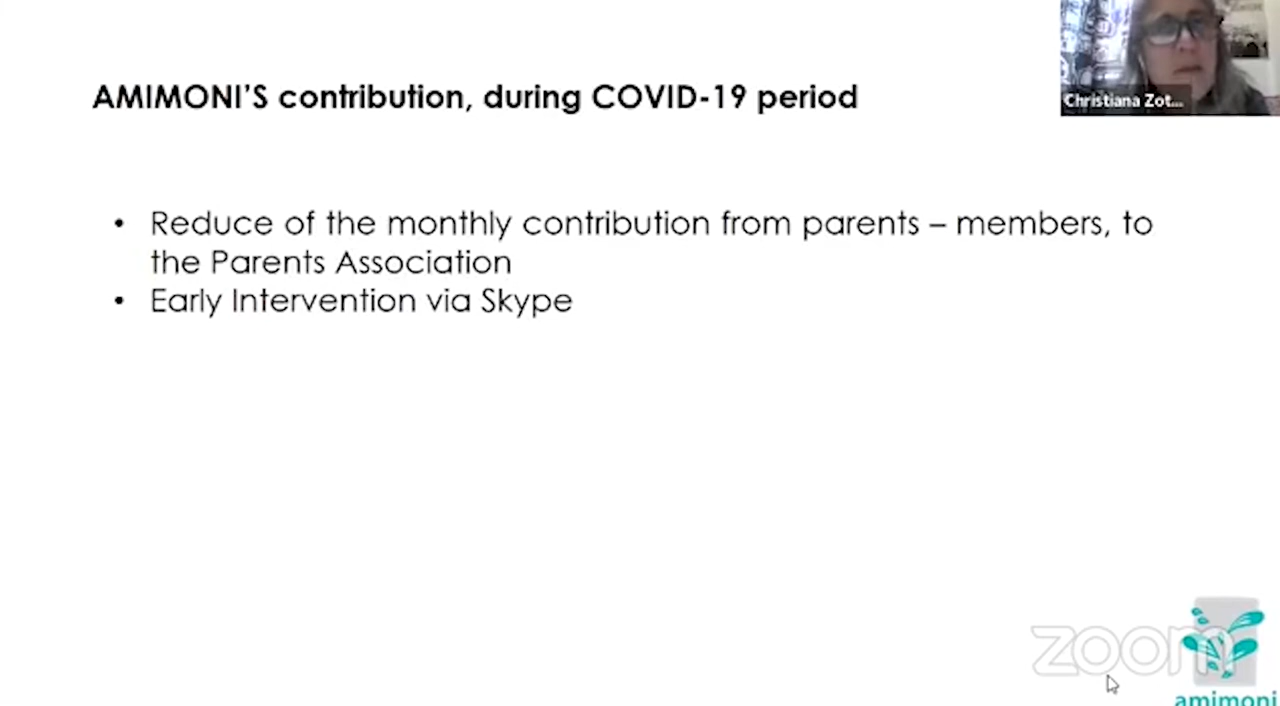 AMIMONI’S contribution, during COVID-19 period
Christiana Zot...
• Reduce of the monthly contribution from parents – members, to
the Parents Association
• Early Intervention via Skype
zoom
amimoni